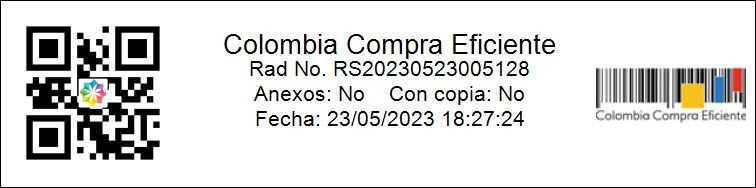 Colombia Compra Eficiente
Rad No. RS20230523005128
Anexos: No Con copia: No
Fecha: 23/05/2023 18:27:24
Colombia Compra Eficiente